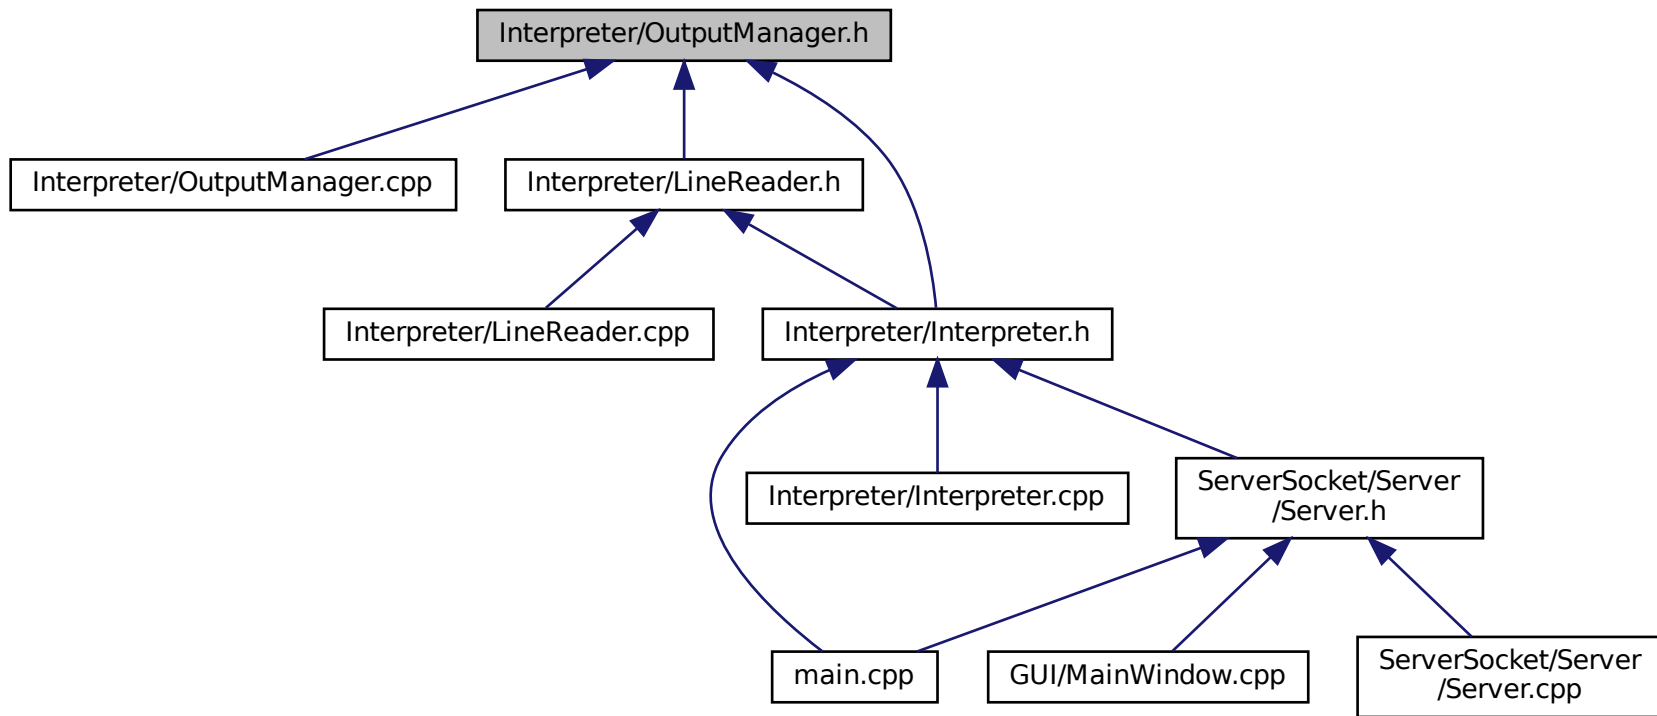 Interpreter/OutputManager.h
Interpreter/OutputManager.cpp
Interpreter/LineReader.h
Interpreter/LineReader.cpp
Interpreter/Interpreter.h
Interpreter/Interpreter.cpp
ServerSocket/Server
/Server.h
main.cpp
GUI/MainWindow.cpp
ServerSocket/Server
/Server.cpp